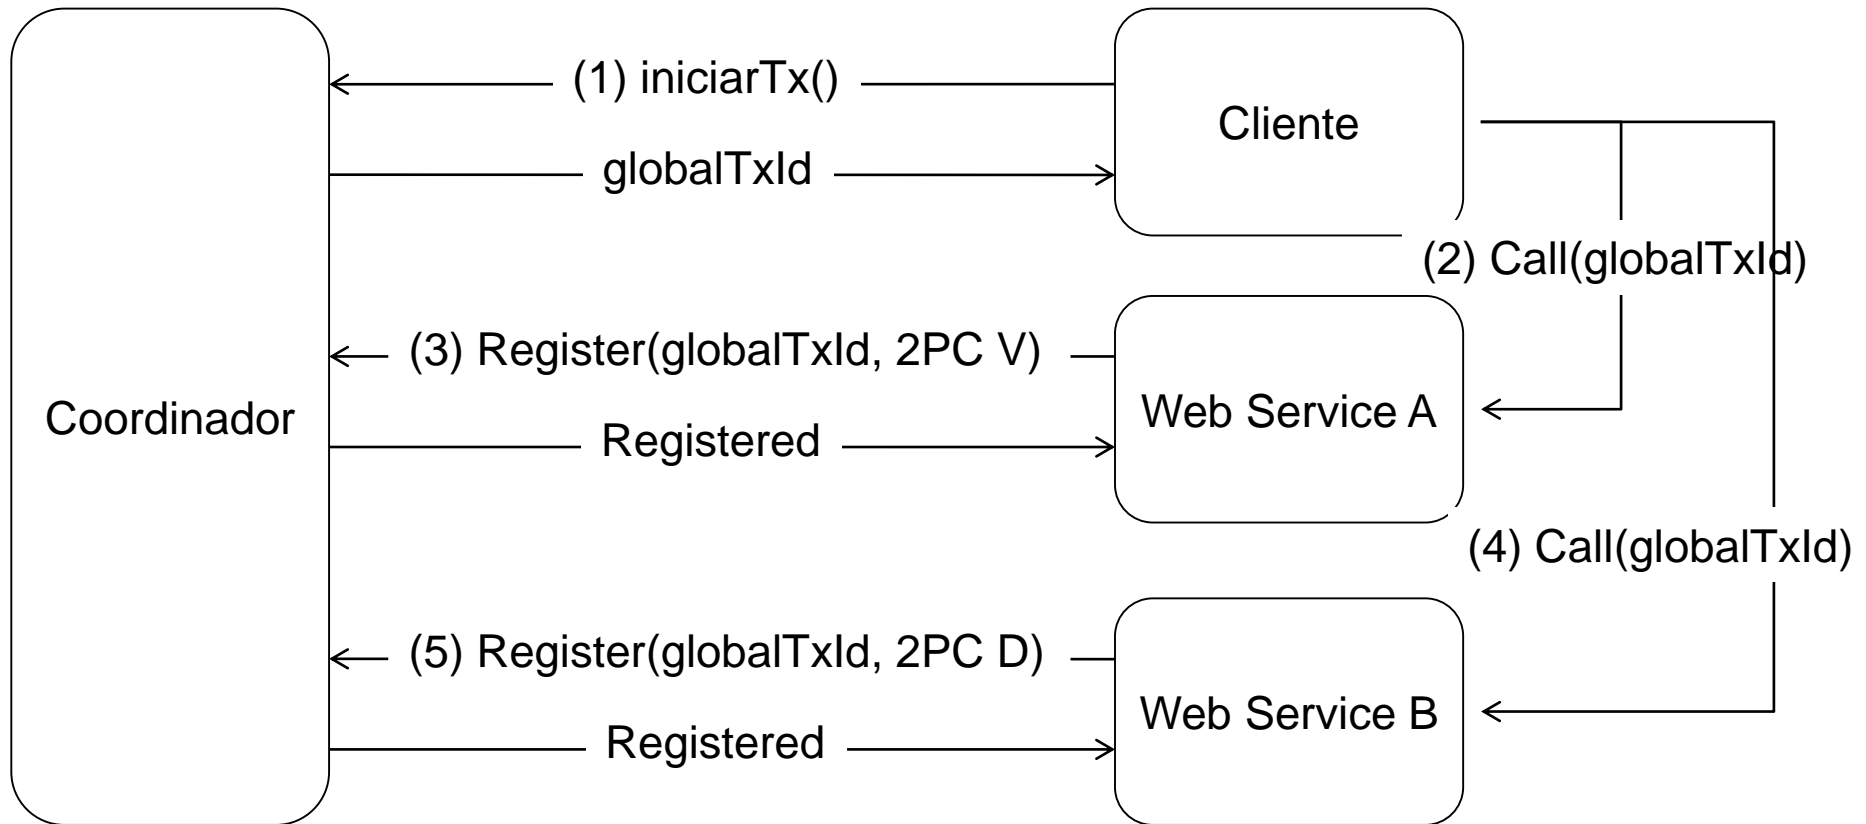 (1) iniciarTx()
Cliente
globalTxId
(2) Call(globalTxId)
(3) Register(globalTxId, 2PC V)
Coordinador
Web Service A
Registered
(4) Call(globalTxId)
(5) Register(globalTxId, 2PC D)
Web Service B
Registered